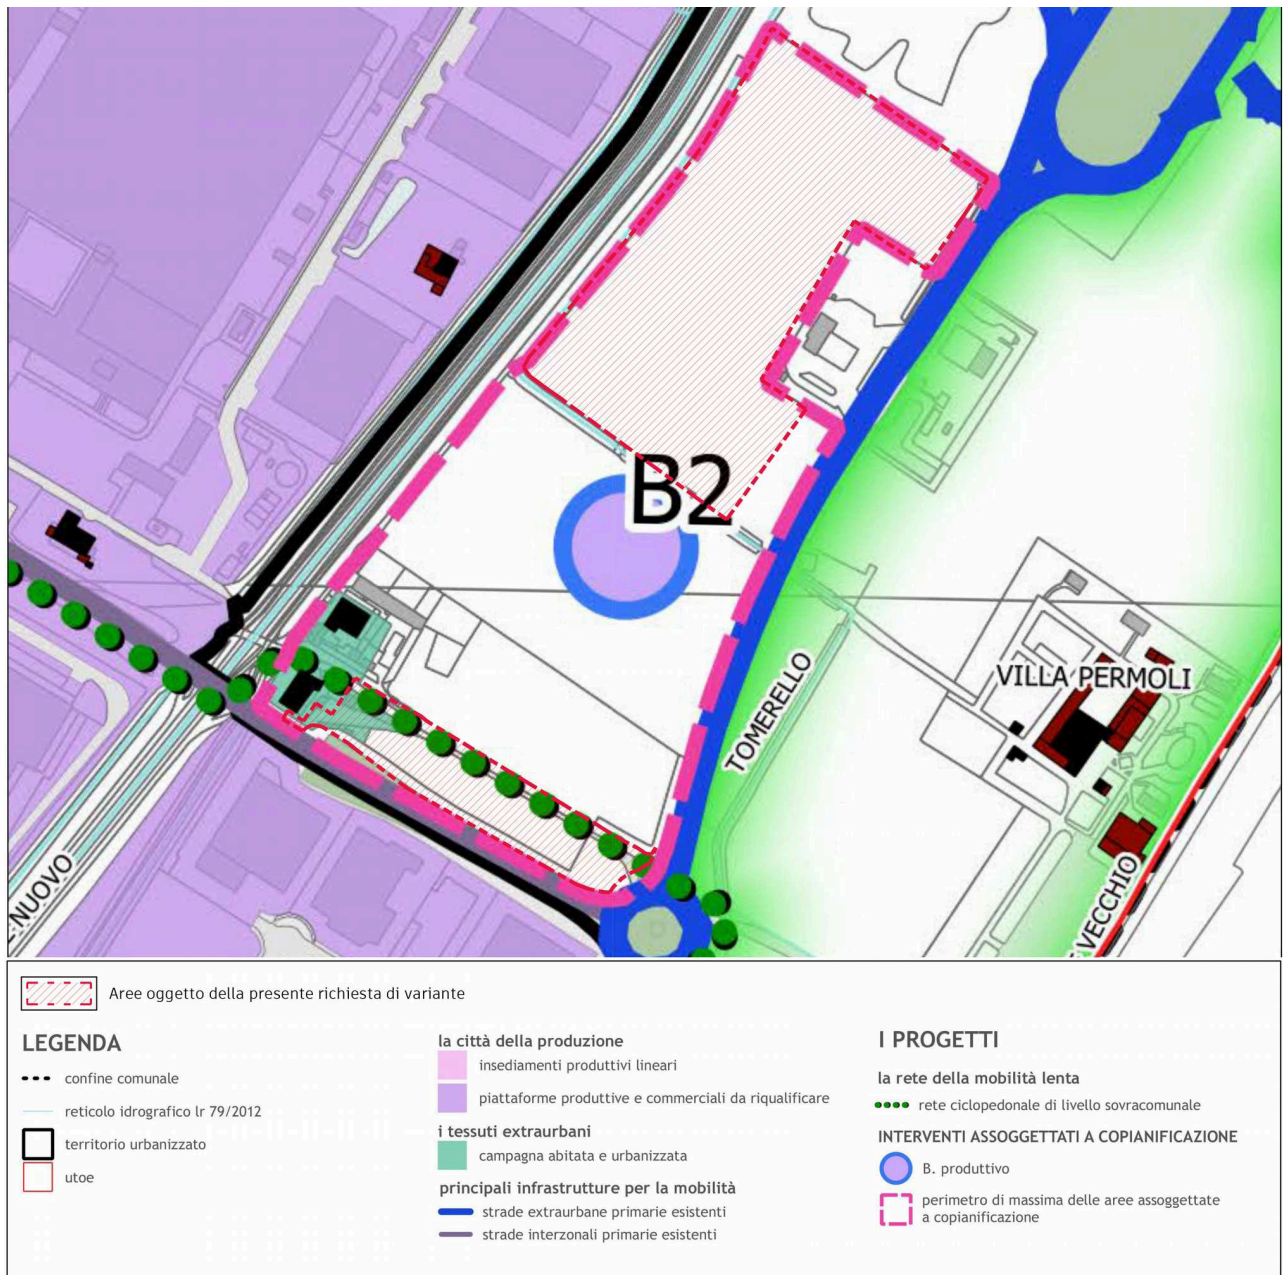 B2
VILLA PERMOLI
TOMERELLO
NUOVO
VECCHIO
Aree oggetto della presente richiesta di variante
LEGENDA
confine comunale
reticolo idrografico lr 79/2012
territorio urbanizzato
utoe
la città della produzione
insediamenti produttivi lineari
piattaforme produttive e commerciali da riqualificare
i tessuti extraurbani
campagna abitata e urbanizzata
principali infrastrutture per la mobilità
strade extraurbane primarie esistenti
strade interzonali primarie esistenti
I PROGETTI
la rete della mobilità lenta
rete ciclopedonale di livello sovracomunale
INTERVENTI ASSOGGETTATI A COPIANIFICAZIONE
B. produttivo
perimetro di massima delle aree assoggettate
a copianificazione